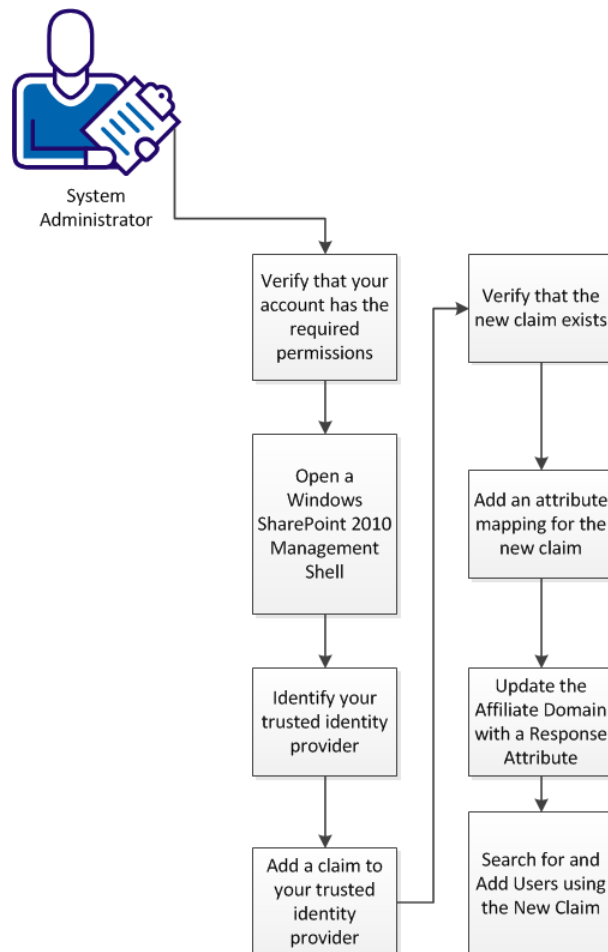 System
Administrator
Verify that your
account has the
required
permissions
Open a
Windows
SharePoint 2010
Management
Shell
Identify your
trusted identity
provider
Add a claim to
your trusted
identity
provider
Verify that the
new claim exists
Add an attribute
mapping for the
new claim
Update the
Affiliate Domain
with a Response
Attribute
Search for and
Add Users using
the New Claim